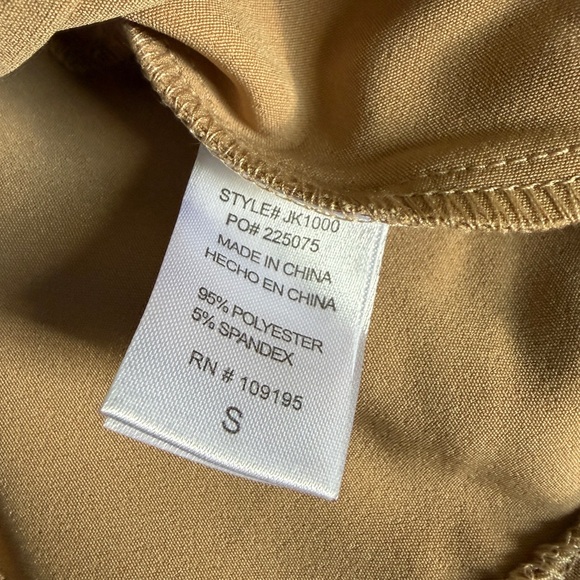 STYLE# JK1000
PO# 225075
MADE IN CHINA
HECHO EN CHINA
95% POLYESTER
5% SPANDEX
RN # 109195
S